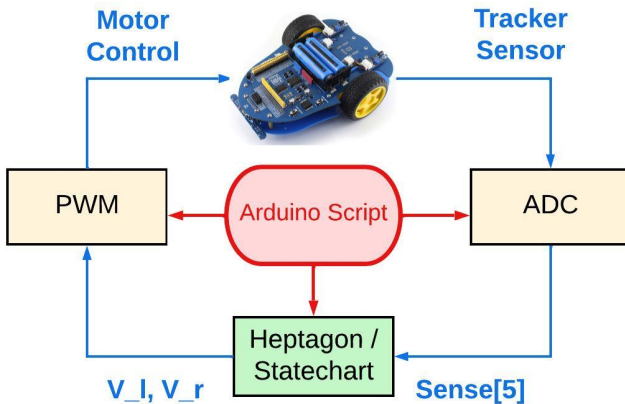 Motor
Control
Tracker
Sensor
PWM
Arduino Script
ADC
Heptagon /
Statechart
V_l, V_r
Sense[5]